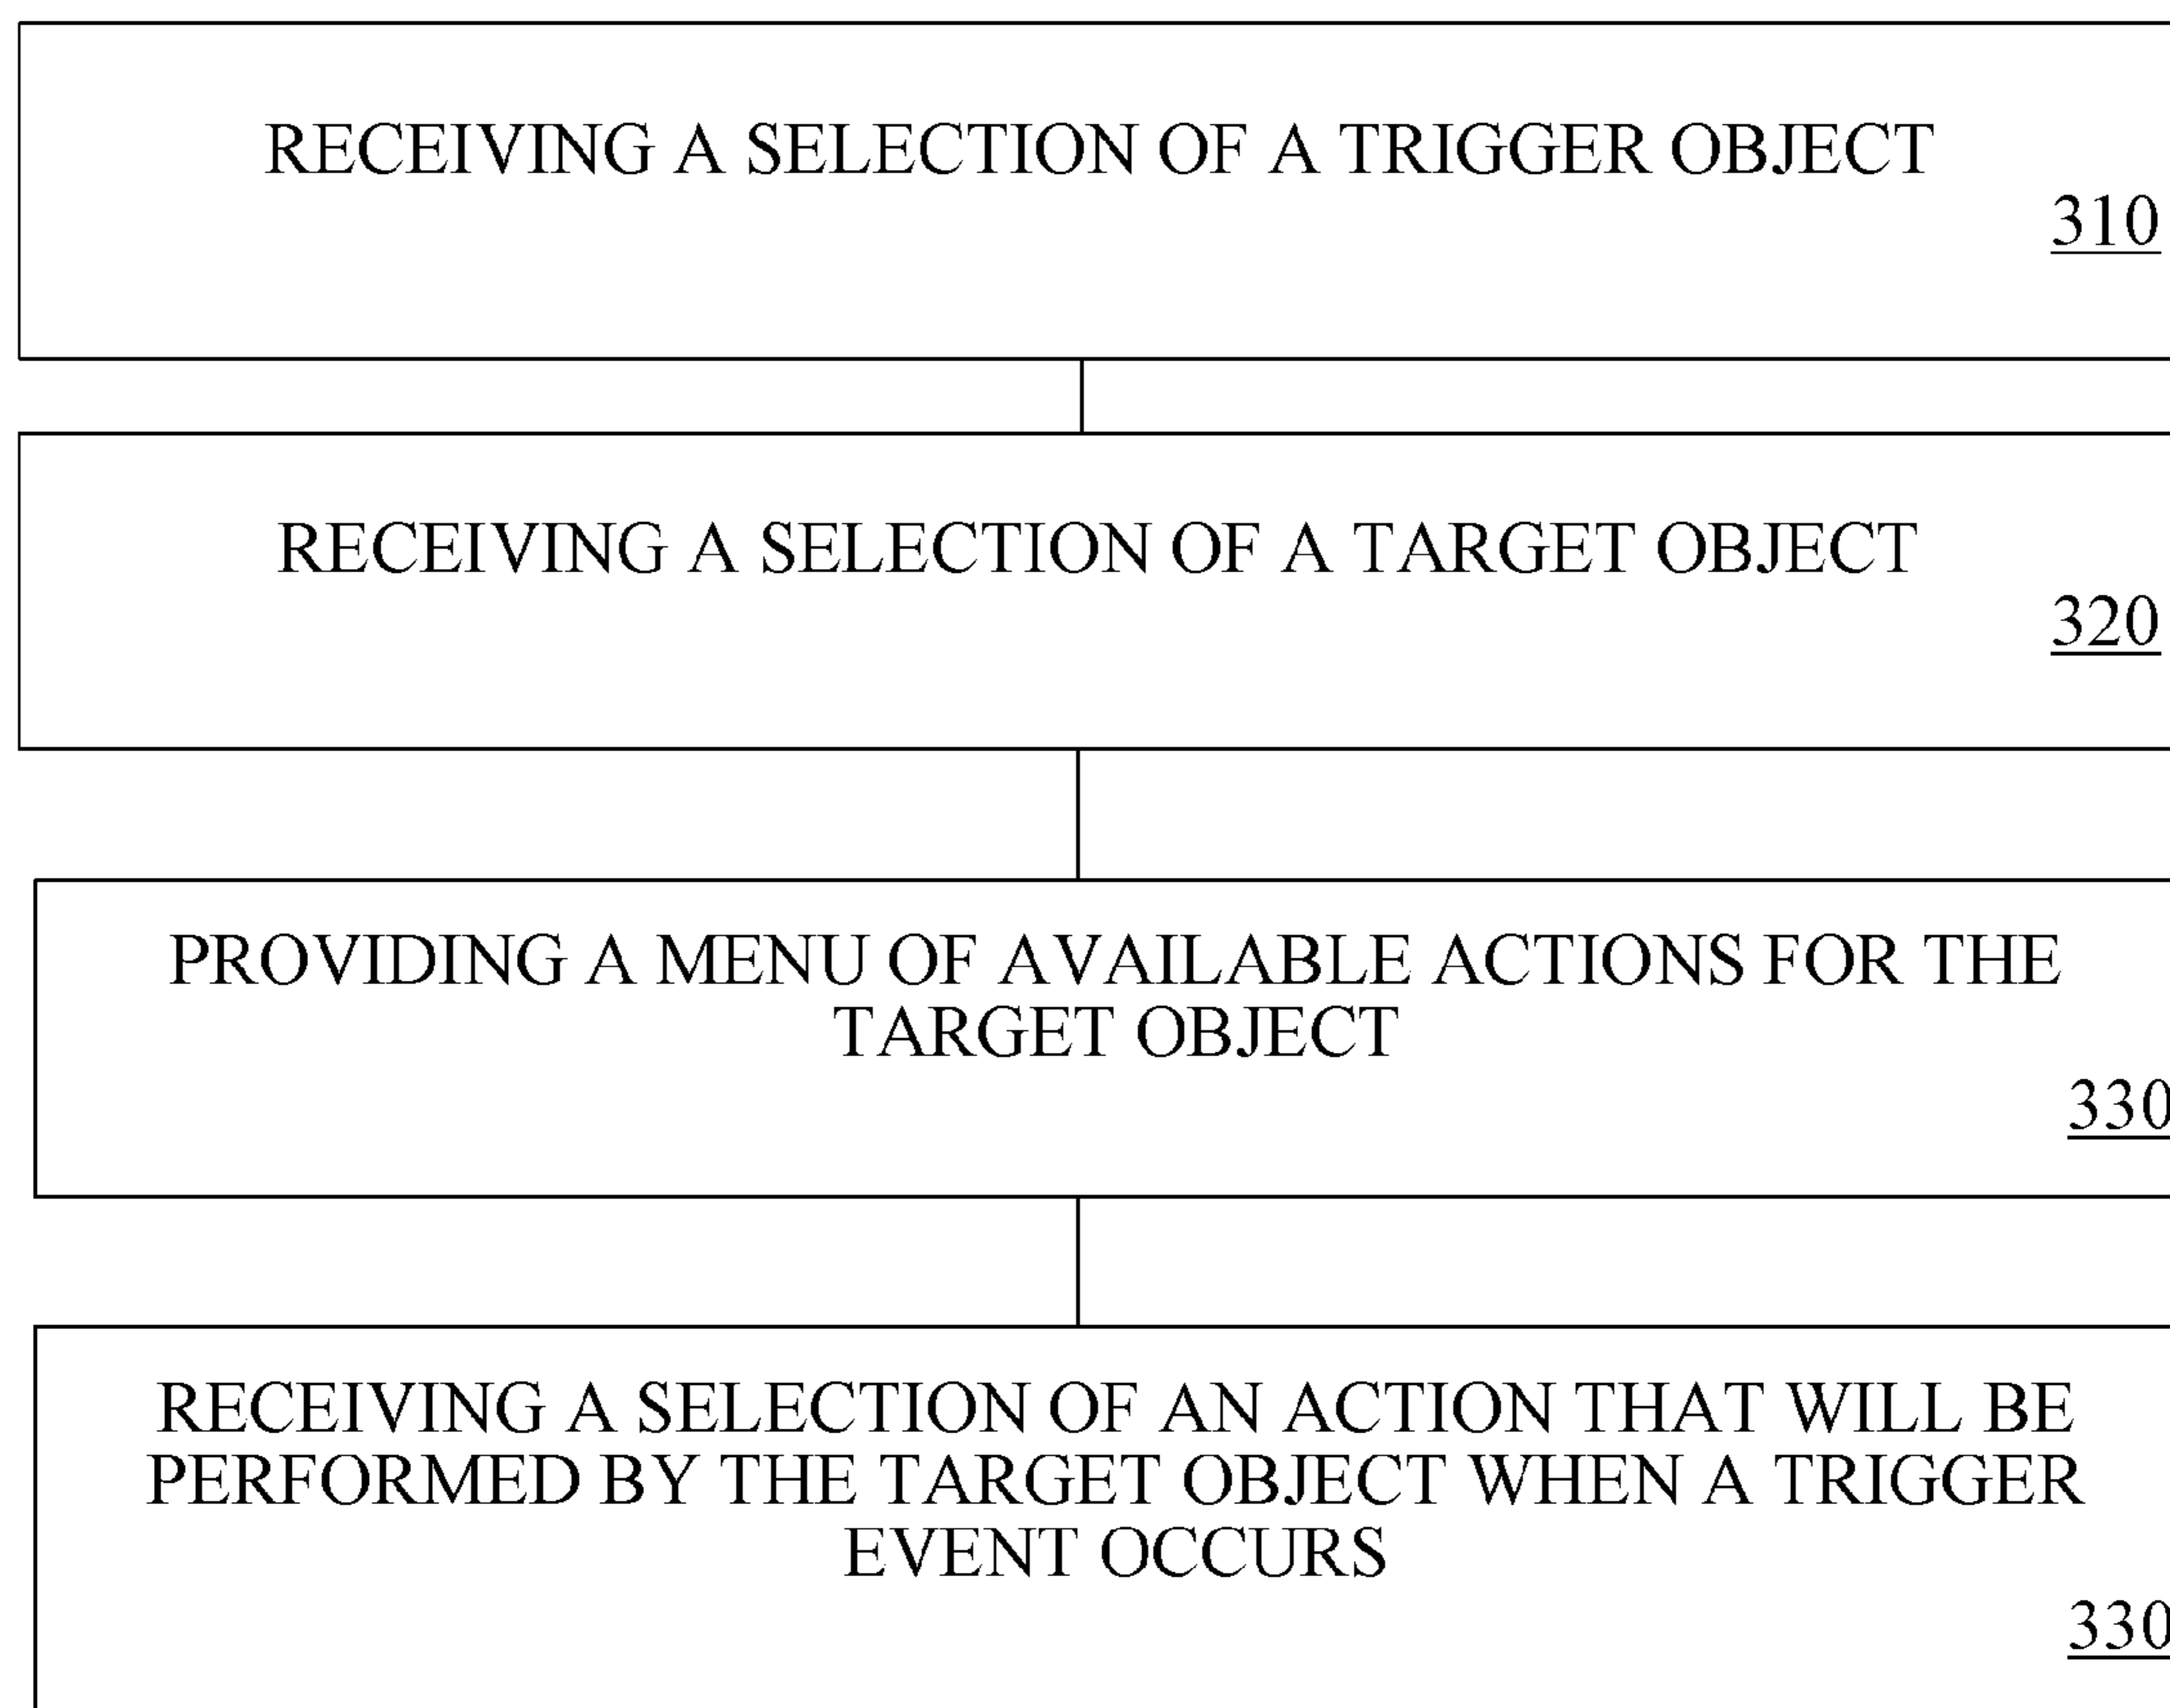 RECEIVING A SELECTION OF A TRIGGER OBJECT
310
RECEIVING A SELECTION OF A TARGET OBJECT
320
PROVIDING A MENU OF AVAILABLE ACTIONS FOR THE
TARGET OBJECT
330
RECEIVING A SELECTION OF AN ACTION THAT WILL BE
PERFORMED BY THE TARGET OBJECT WHEN A TRIGGER
EVENT OCCURS
330